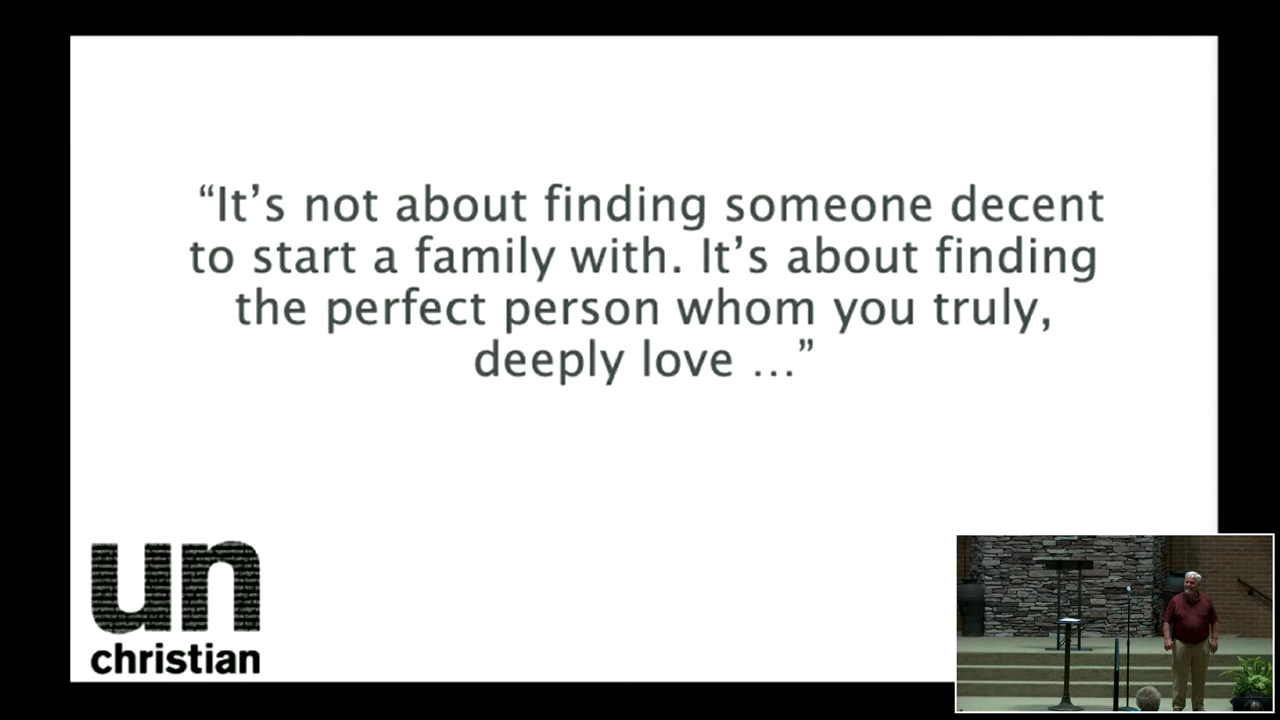 “It’s not about finding someone decent
to start a family with. It’s about finding
the perfect person whom you truly,
deeply love …”
un
christian